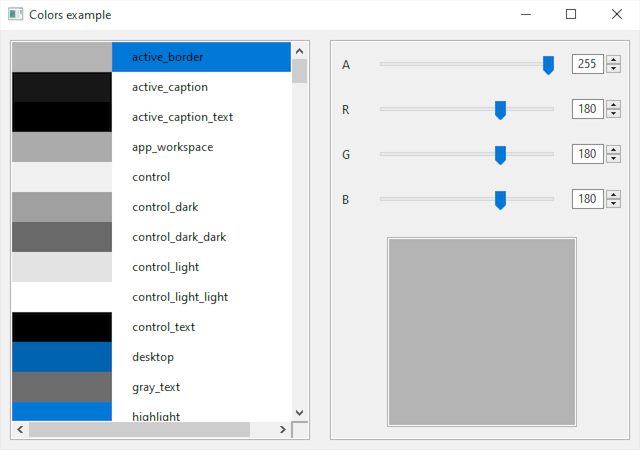 Colors example
active_border
active_caption
active_caption_text
app_workspace
control
control_dark
control_dark_dark
control_light
control_light_light
control_text
desktop
gray_text
highlight
A 255
R 180
G 180
B 180